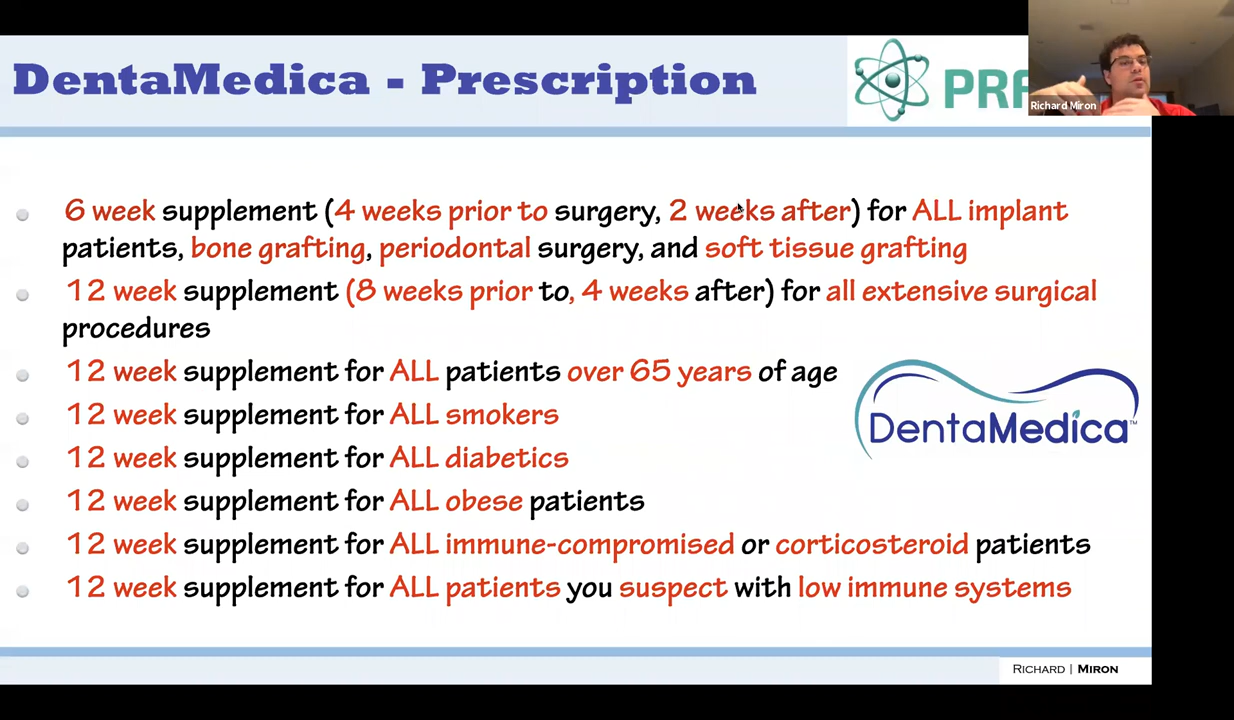 DentaMedica - Prescription
PRF
Richard Miron
6 week supplement (4 weeks prior to surgery, 2 weeks after) for ALL implant
patients, bone grafting, periodontal surgery, and soft tissue grafting
12 week supplement (8 weeks prior to, 4 weeks after) for all extensive surgical
procedures
12 week supplement for ALL patients over 65 years of age
12 week supplement for ALL smokers
DentaMedica™
12 week supplement for ALL diabetics
12 week supplement for ALL obese patients
12 week supplement for ALL immune-compromised or corticosteroid patients
12 week supplement for ALL patients you suspect with low immune systems
RICHARD | MIRON